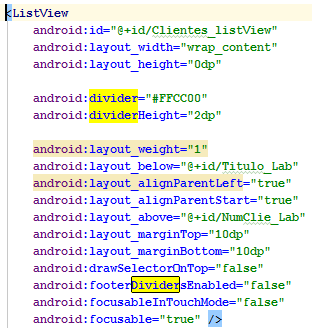 <ListView
android:id="@+id/Clientes_listView"
android:layout_width="wrap_content"
android:layout_height="0dp"
android:divider="#FFCC00"
android:dividerHeight="2dp"
android:layout_weight="1"
android:layout_below="@+id/Titulo_Lab"
android:layout_alignParentLeft="true"
android:layout_alignParentStart="true"
android:layout_above="@+id/NumClie_Lab"
android:layout_marginTop="10dp"
android:layout_marginBottom="10dp"
android:drawSelectorOnTop="false"
android:footerDividersEnabled="false"
android:focusableInTouchMode="false"
android:focusable="true" />